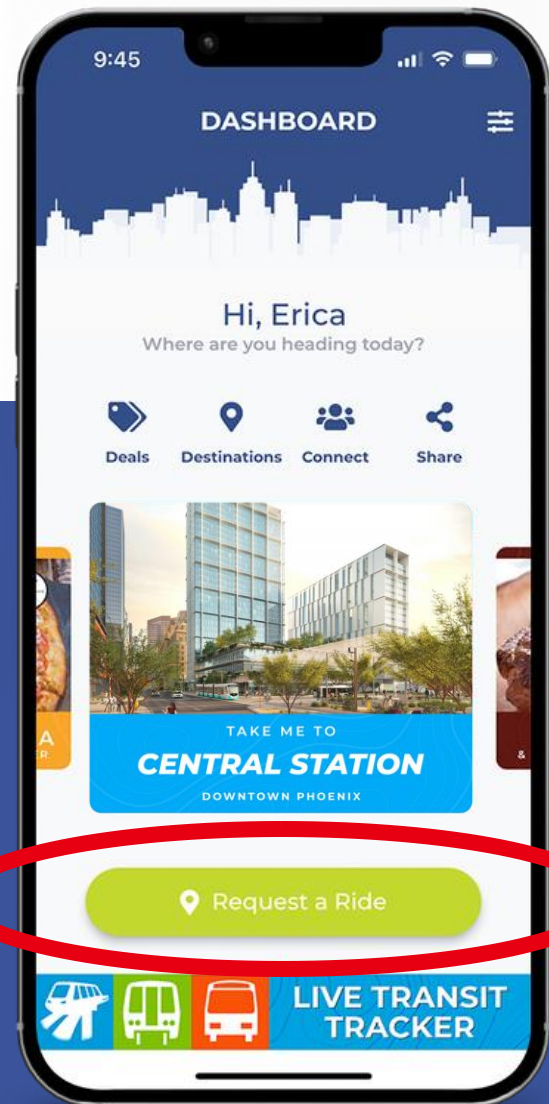 9:45
DASHBOARD
Hi, Erica
Where are you heading today?
Deals
Destinations
Connect
Share
A
ER
TAKE ME TO
CENTRAL STATION
DOWNTOWN PHOENIX
&
Request a Ride
LIVE TRANSIT
TRACKER